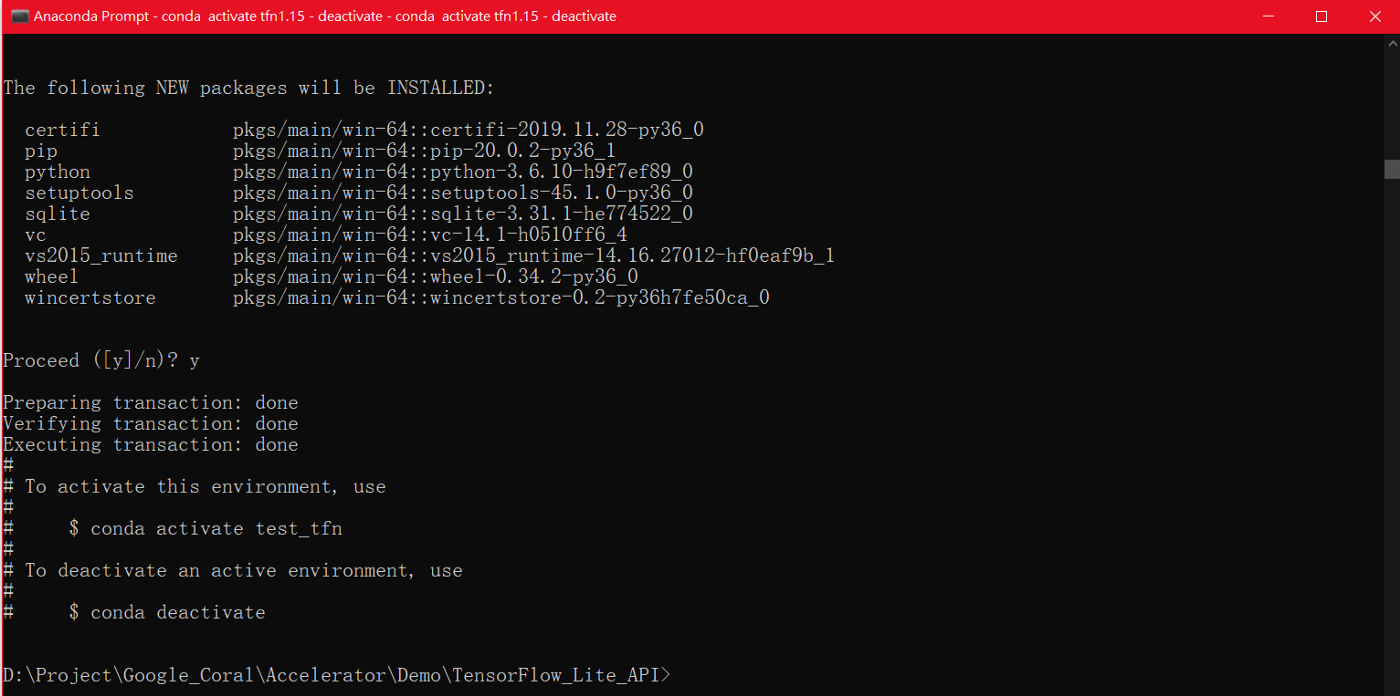 Anaconda Prompt - conda  activate tfn1.15 - deactivate - conda  activate tfn1.15 - deactivate
The following NEW packages will be INSTALLED:
certifi            pkgs/main/win-64::certifi-2019.11.28-py36_0
pip                pkgs/main/win-64::pip-20.0.2-py36_1
python             pkgs/main/win-64::python-3.6.10-h9f7ef89_0
setuptools         pkgs/main/win-64::setuptools-45.1.0-py36_0
sqlite             pkgs/main/win-64::sqlite-3.31.1-he774522_0
vc                 pkgs/main/win-64::vc-14.1-h0510ff6_4
vs2015_runtime     pkgs/main/win-64::vs2015_runtime-14.16.27012-hf0eaf9b_1
wheel              pkgs/main/win-64::wheel-0.34.2-py36_0
wincertstore       pkgs/main/win-64::wincertstore-0.2-py36h7fe50ca_0
Proceed ([y]/n)? y
Preparing transaction: done
Verifying transaction: done
Executing transaction: done
#
# To activate this environment, use
#
#     $ conda activate test_tfn
#
# To deactivate an active environment, use
#
#     $ conda deactivate
D:\Project\Google_Coral\Accelerator\Demo\TensorFlow_Lite_API>